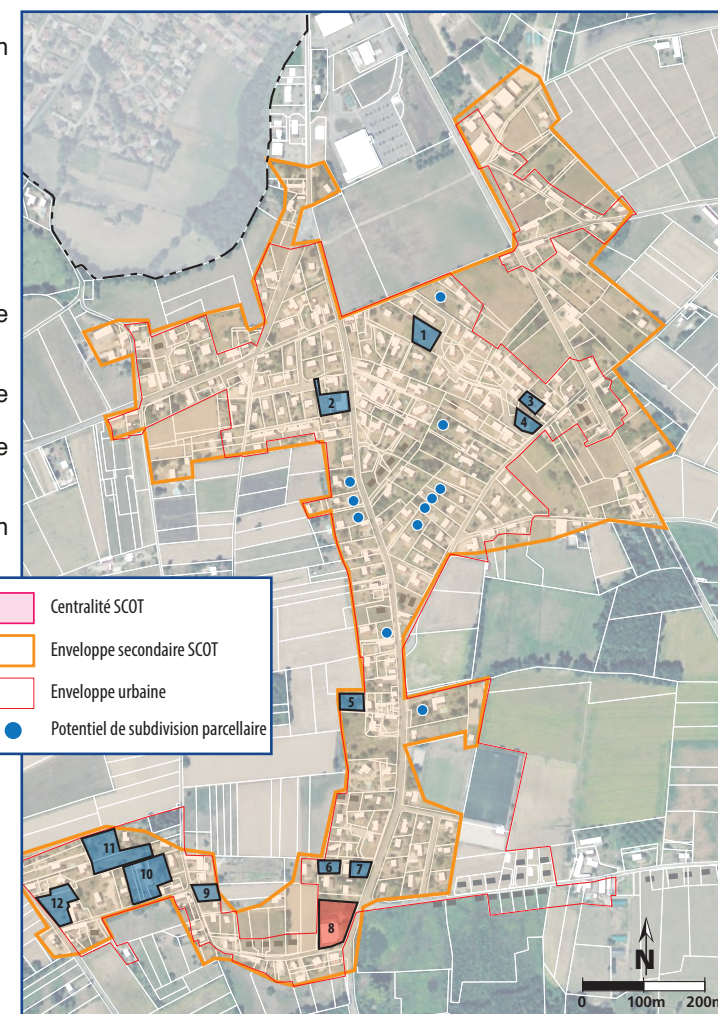 n
e
e
e
n
1
2
3
4
5
6
7
8
9
10
11
12
Centralité SCOT
Enveloppe secondaire SCOT
Enveloppe urbaine
Potentiel de subdivision parcellaire
N
0 100m 200m